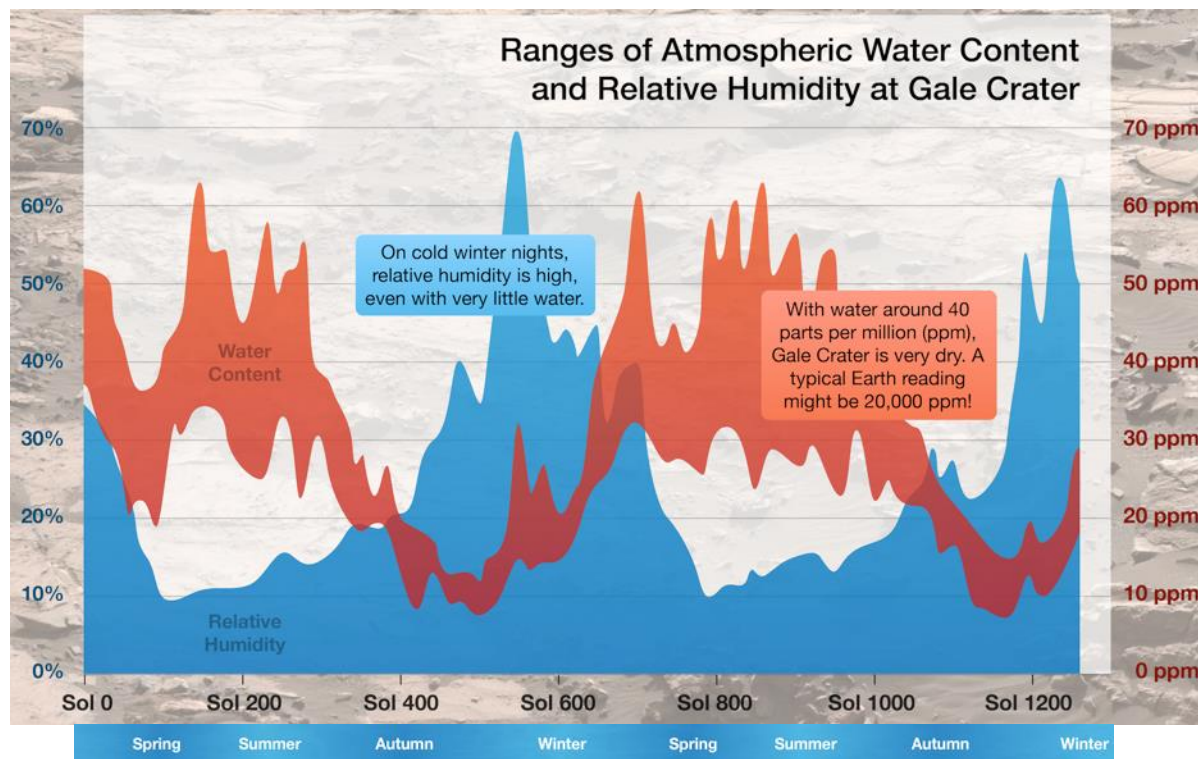 Ranges of Atmospheric Water Content
and Relative Humidity at Gale Crater
70%
70 ppm
60%
60 ppm
On cold winter nights,
relative humidity is high,
even with very little water.
50%
50 ppm
With water around 40
parts per million (ppm),
Gale Crater is very dry. A
typical Earth reading
might be 20,000 ppm!
Water
Content
40%
40 ppm
30%
30 ppm
20%
20 ppm
10%
10 ppm
Relative
Humidity
0%
0 ppm
Sol 0 Sol 200 Sol 400 Sol 600 Sol 800 Sol 1000 Sol 1200
Spring Summer Autumn Winter Spring Summer Autumn Winter